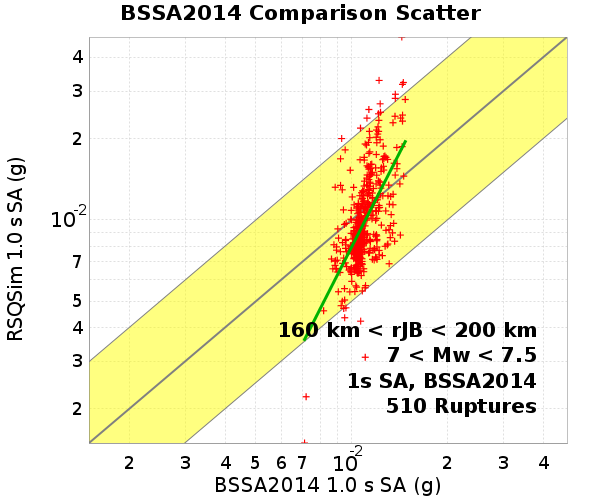 BSSA2014 Comparison Scatter
RSQSim 1.0 s SA (g)
4
3
2
10-2
7
5
4
3
2
160 km < rJB < 200 km
7 < Mw < 7.5
1s SA, BSSA2014
510 Ruptures
2 3 4 5 6 7 10-2 2 3 4
BSSA2014 1.0 s SA (g)